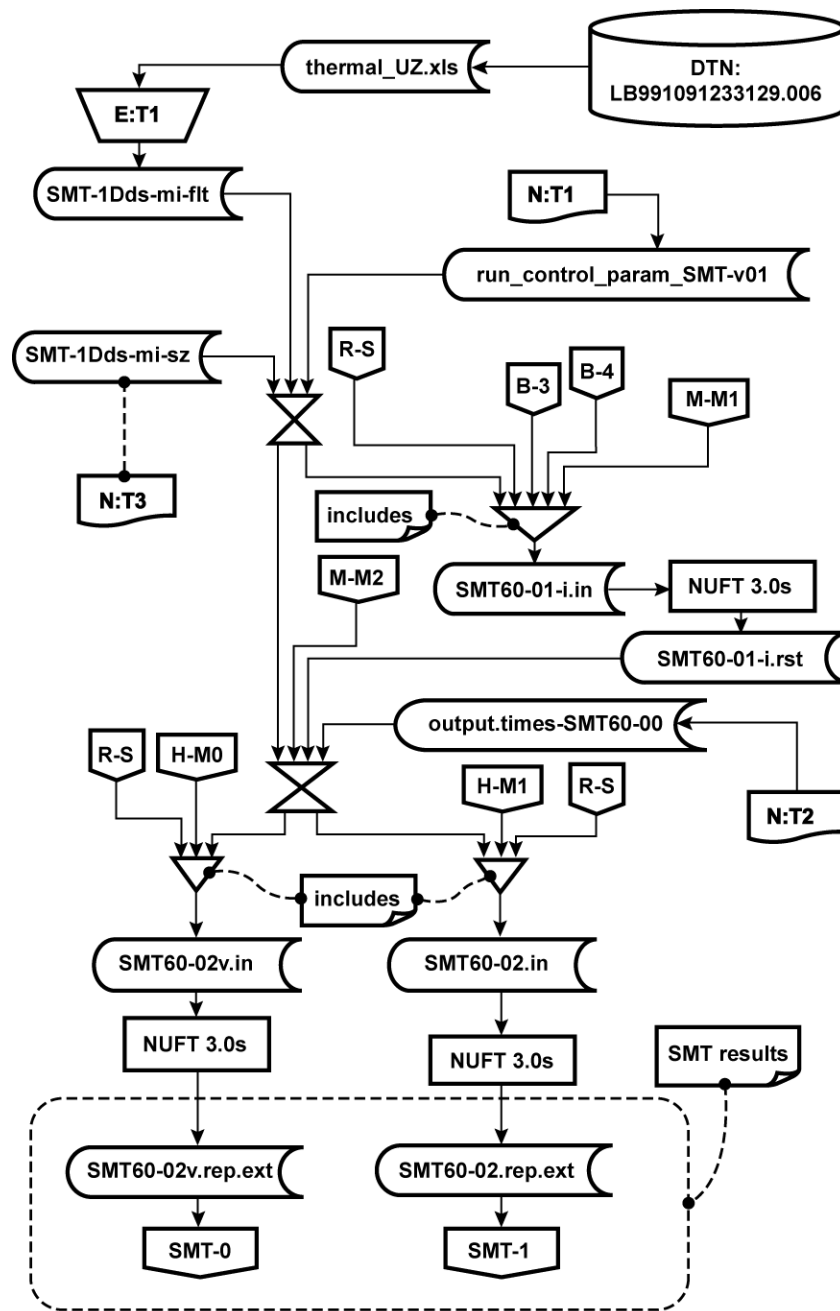 thermal_UZ.xls
DTN:
LB991091233129.006
E:T1
SMT-1Dds-mi-flt
N:T1
run_control_param_SMT-v01
SMT-1Dds-mi-sz
R-S
B-3
B-4
M-M1
N:T3
includes
M-M2
SMT60-01-i.in
NUFT 3.0s
SMT60-01-i.rst
output.times-SMT60-00
R-S
H-M0
H-M1
R-S
N:T2
includes
SMT60-02v.in
SMT60-02.in
NUFT 3.0s
NUFT 3.0s
SMT results
SMT60-02v.rep.ext
SMT60-02.rep.ext
SMT-0
SMT-1